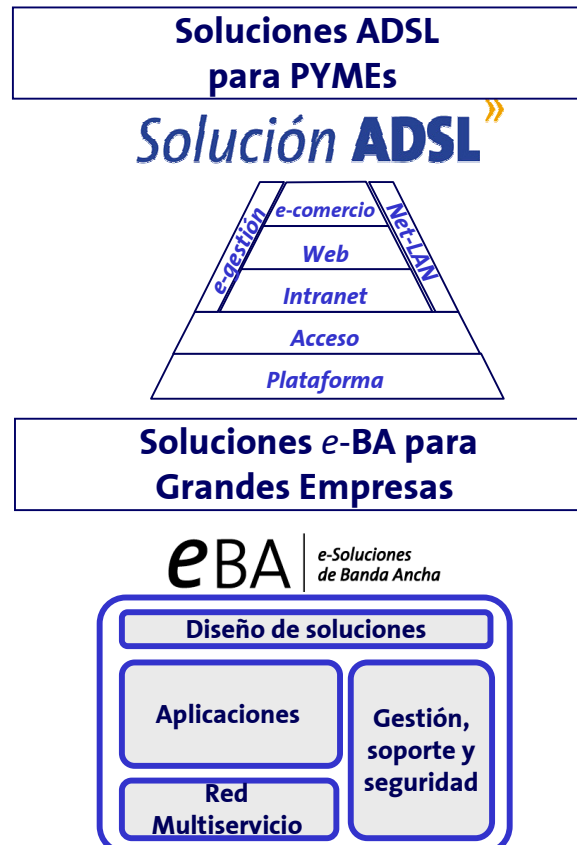 Soluciones ADSL
para PYMEs
Solución ADSL»
e-gestión
e-comercio
Net-LAN
Web
Intranet
Acceso
Plataforma
Soluciones e-BA para
Grandes Empresas
eBA
e-Soluciones
de Banda Ancha
Diseño de soluciones
Aplicaciones
Gestión,
soporte y
seguridad
Red
Multiservicio